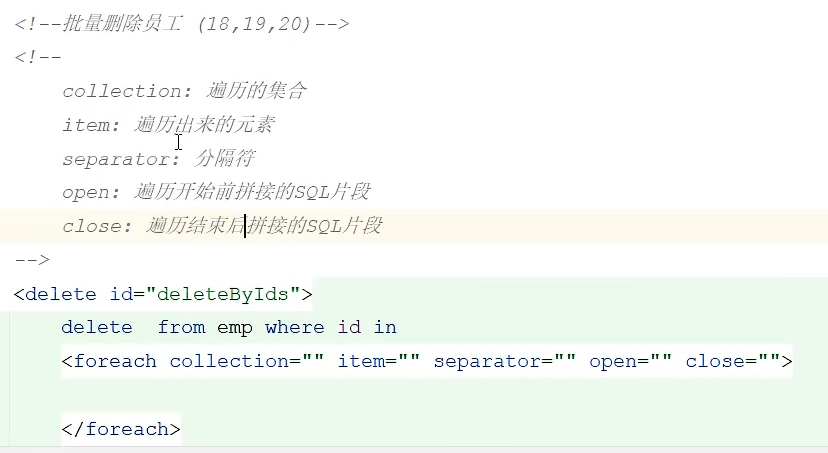 <!--批量删除员工 (18,19,20)-->
<!--
collection: 遍历的集合
item: 遍历出来的元素
separator: 分隔符
open: 遍历开始前拼接的SQL片段
close: 遍历结束后拼接的SQL片段
-->
<delete id="deleteByIds">
delete  from emp where id in
<foreach collection="" item="" separator="" open="" close="">
</foreach>